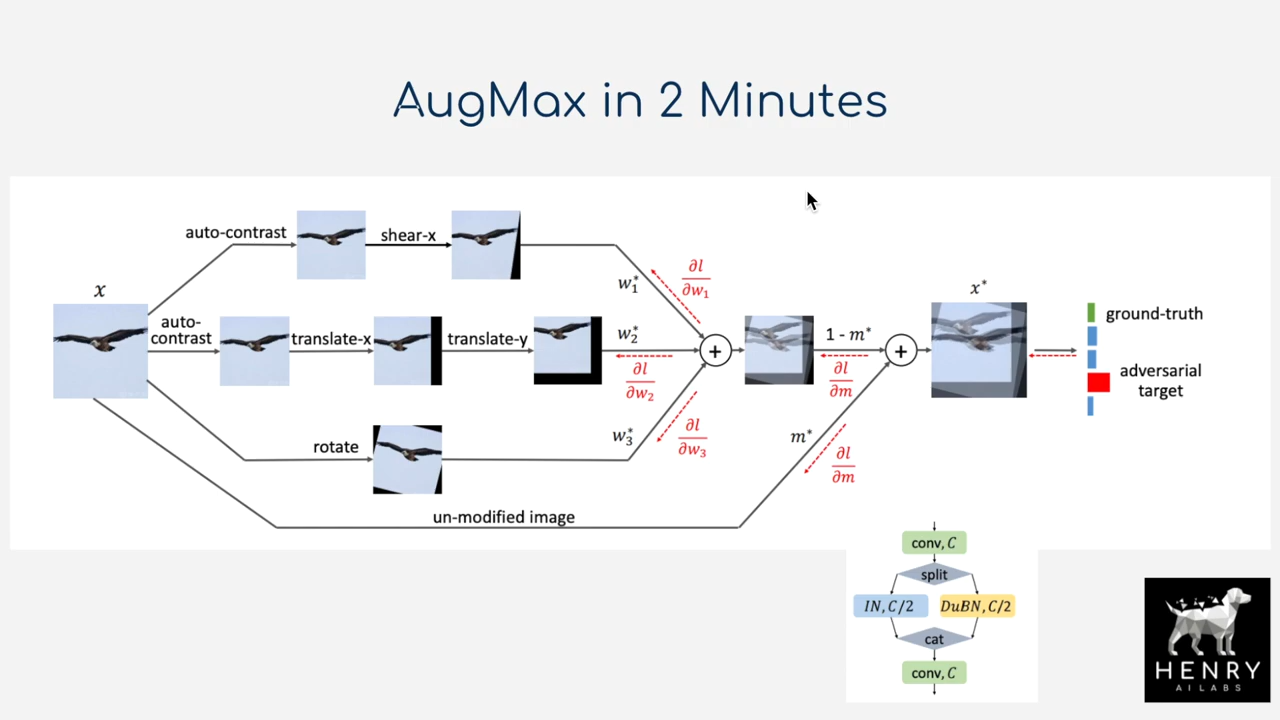 AugMax in 2 Minutes
auto-contrast
shear-x
x
auto-
contrast
translate-x
translate-y
rotate
un-modified image
w₁*
∂l
∂w₁
w₂*
∂l
∂w₂
w₃*
∂l
∂w₃
+
1 - m*
∂l
∂m
m*
∂l
∂m
+
x*
ground-truth
adversarial
target
conv, C
split
IN, C/2
DuBN, C/2
cat
conv, C
HENRY
AI LABS